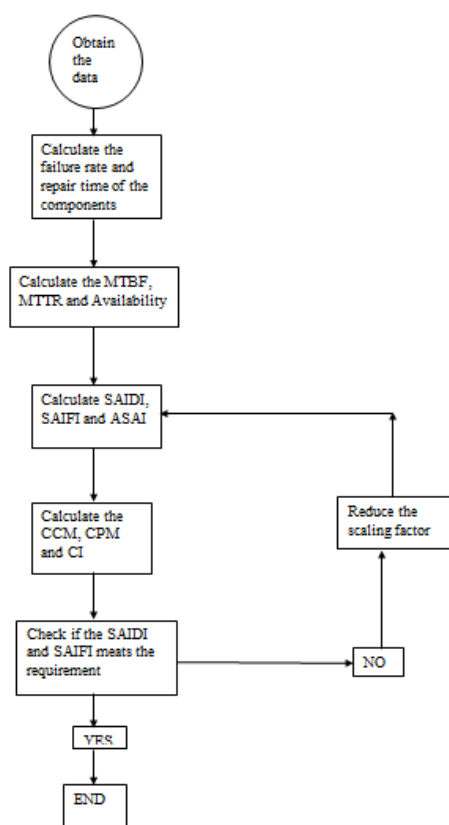 Obtain
the
data
Calculate the
failure rate and
repair time of the
components
Calculate the MTBF,
MTTR and Availability
Calculate SAIDI,
SAIFI and ASAI
Calculate the
CCM, CPM
and CI
Reduce the
scaling factor
Check if the SAIDI
and SAIFI meats the
requirement
NO
YES
END